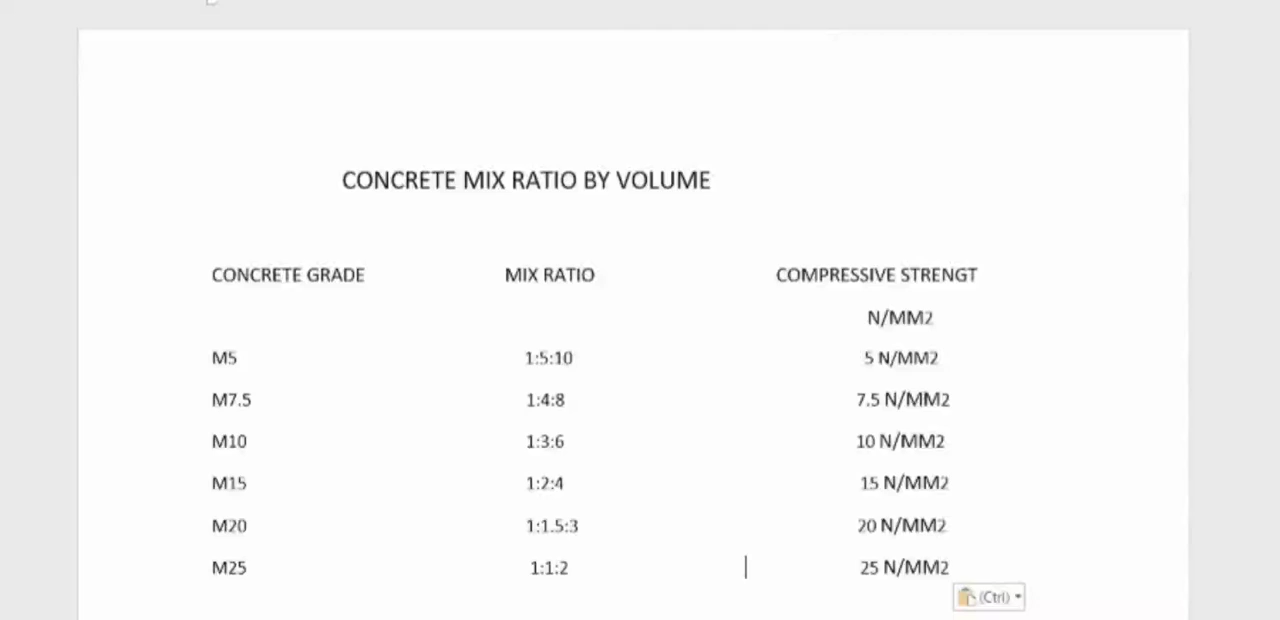 CONCRETE MIX RATIO BY VOLUME
CONCRETE GRADE MIX RATIO COMPRESSIVE STRENGT
N/MM2
M5 1:5:10 5 N/MM2
M7.5 1:4:8 7.5 N/MM2
M10 1:3:6 10 N/MM2
M15 1:2:4 15 N/MM2
M20 1:1.5:3 20 N/MM2
M25 1:1:2 25 N/MM2
(Ctrl)